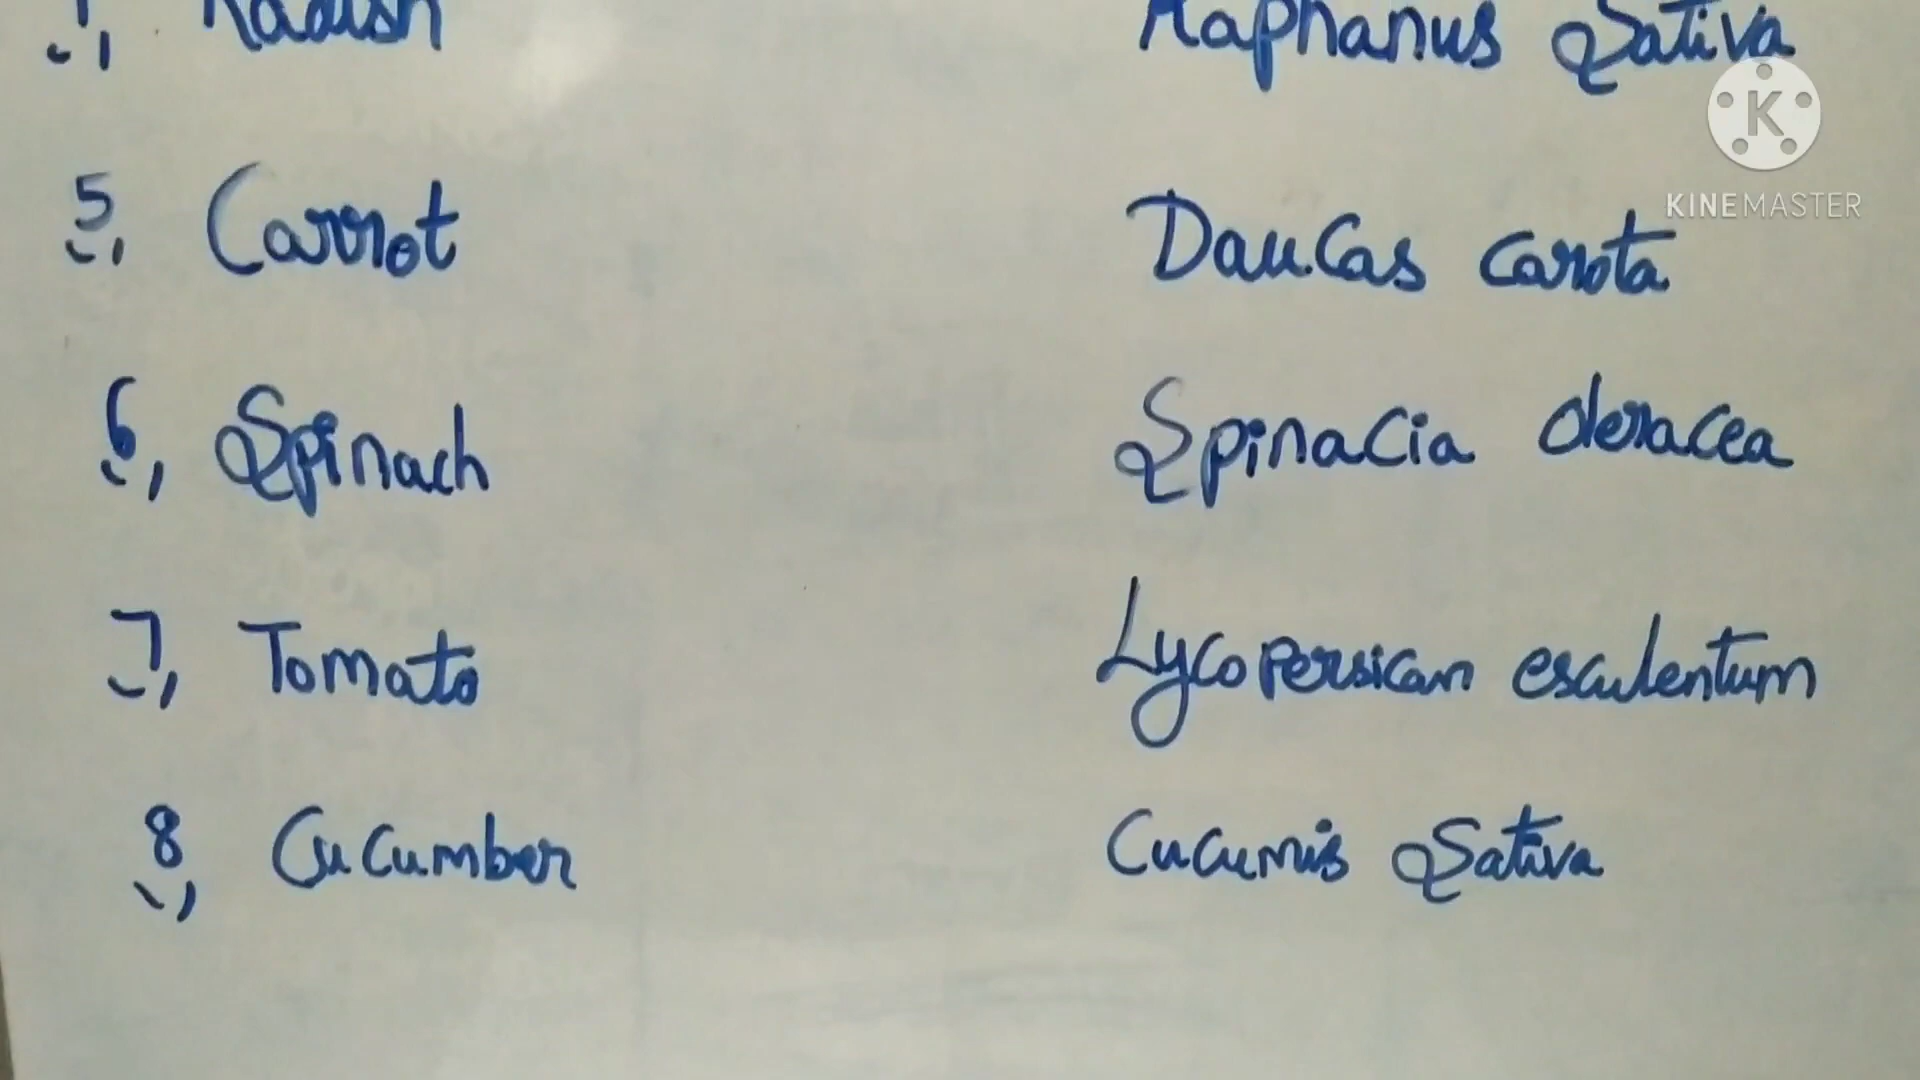 Radish Raphanus Sativa
K
KINEMASTER
5, Carrot Daucas carota
6, Spinach Spinacia oleracea
7, Tomato Lycopersican esculentum
8, Cucumber Cucumis Sativa